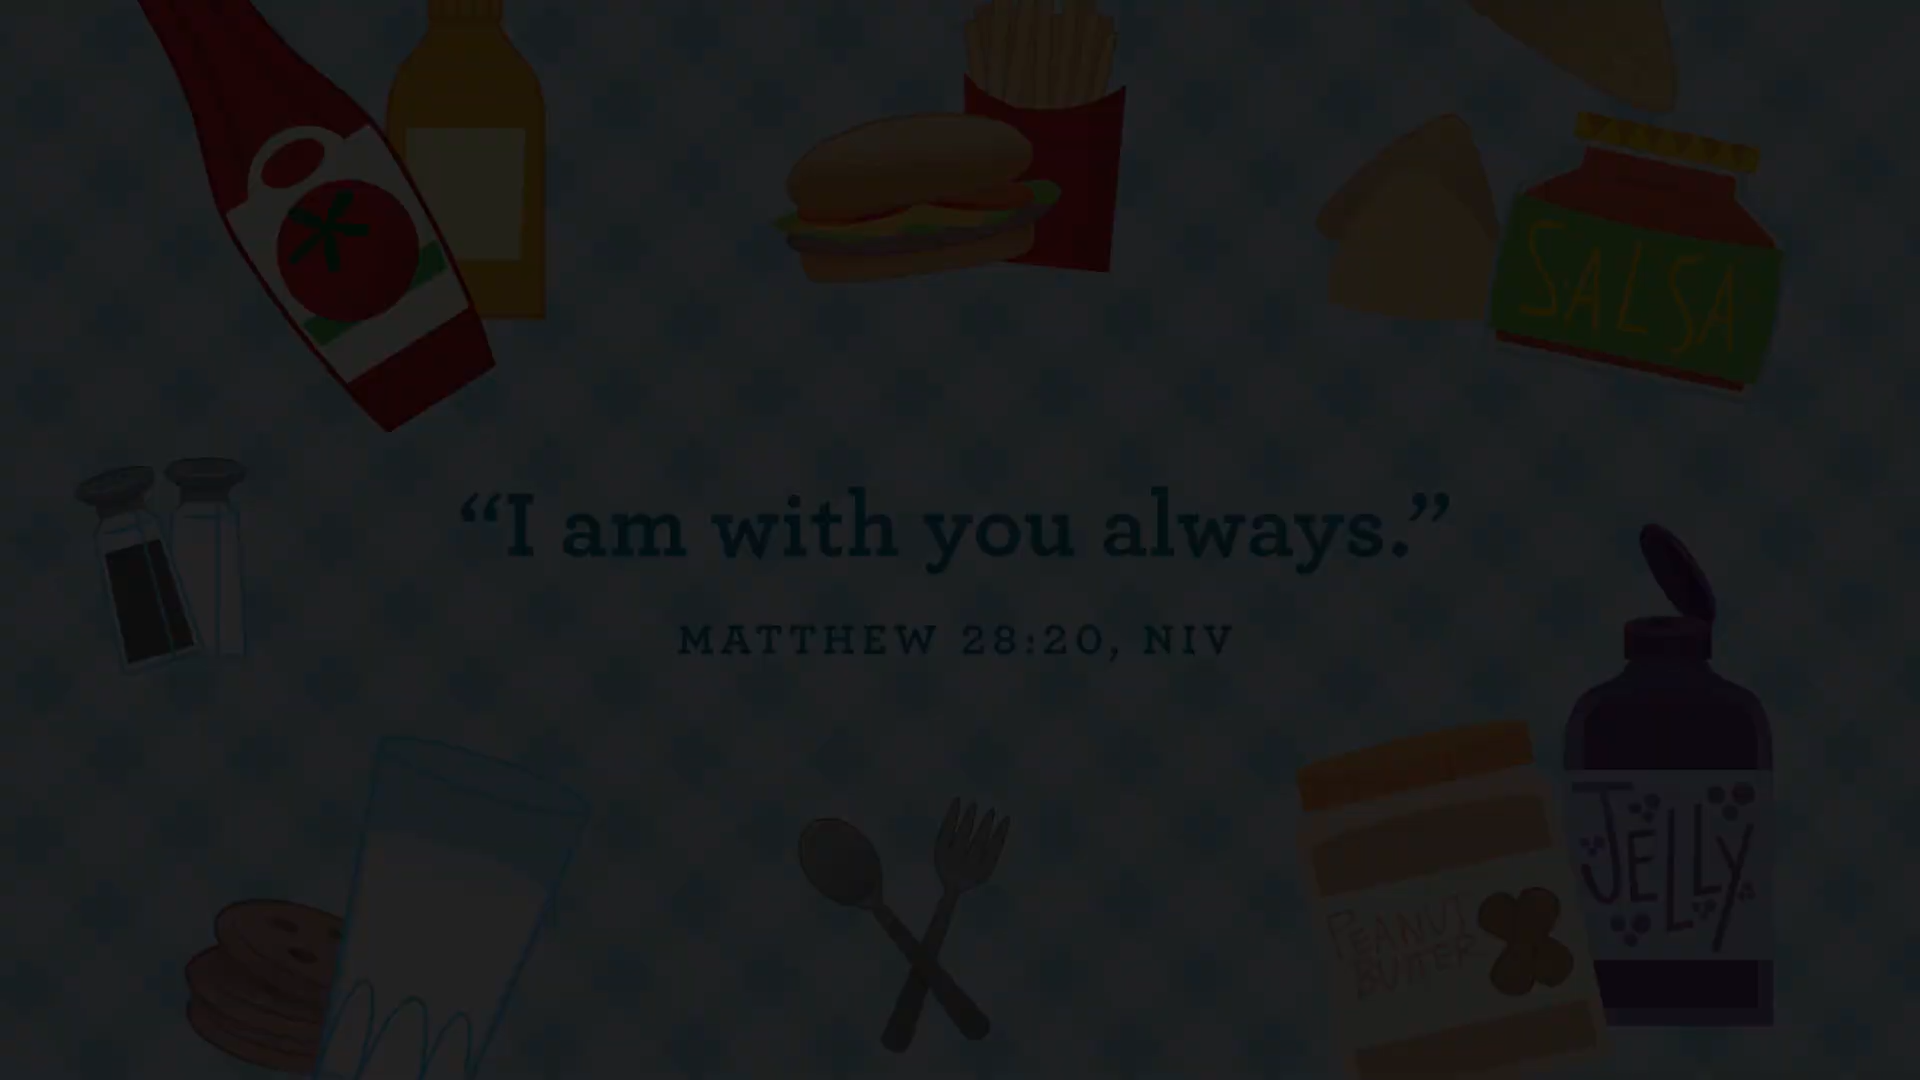 SALSA
“I am with you always.”
MATTHEW 28:20, NIV
JELLY
PEANUT
BUTTER